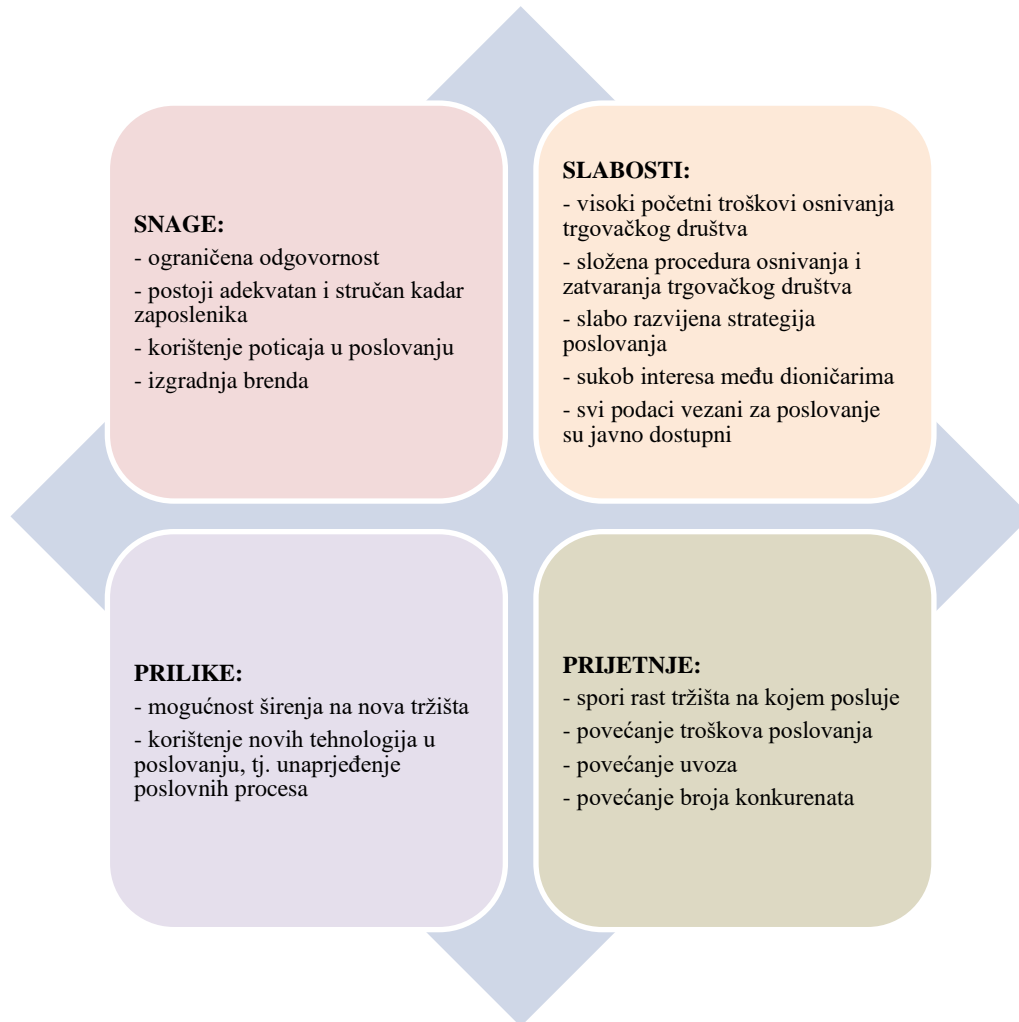 SNAGE:
- ograničena odgovornost
- postoji adekvatan i stručan kadar
zaposlenika
- korištenje poticaja u poslovanju
- izgradnja brenda
SLABOSTI:
- visoki početni troškovi osnivanja
trgovačkog društva
- složena procedura osnivanja i
zatvaranja trgovačkog društva
- slabo razvijena strategija
poslovanja
- sukob interesa među dioničarima
- svi podaci vezani za poslovanje
su javno dostupni
PRILIKE:
- mogućnost širenja na nova tržišta
- korištenje novih tehnologija u
poslovanju, tj. unaprjeđenje
poslovnih procesa
PRIJETNJE:
- spori rast tržišta na kojem posluje
- povećanje troškova poslovanja
- povećanje uvoza
- povećanje broja konkurenata